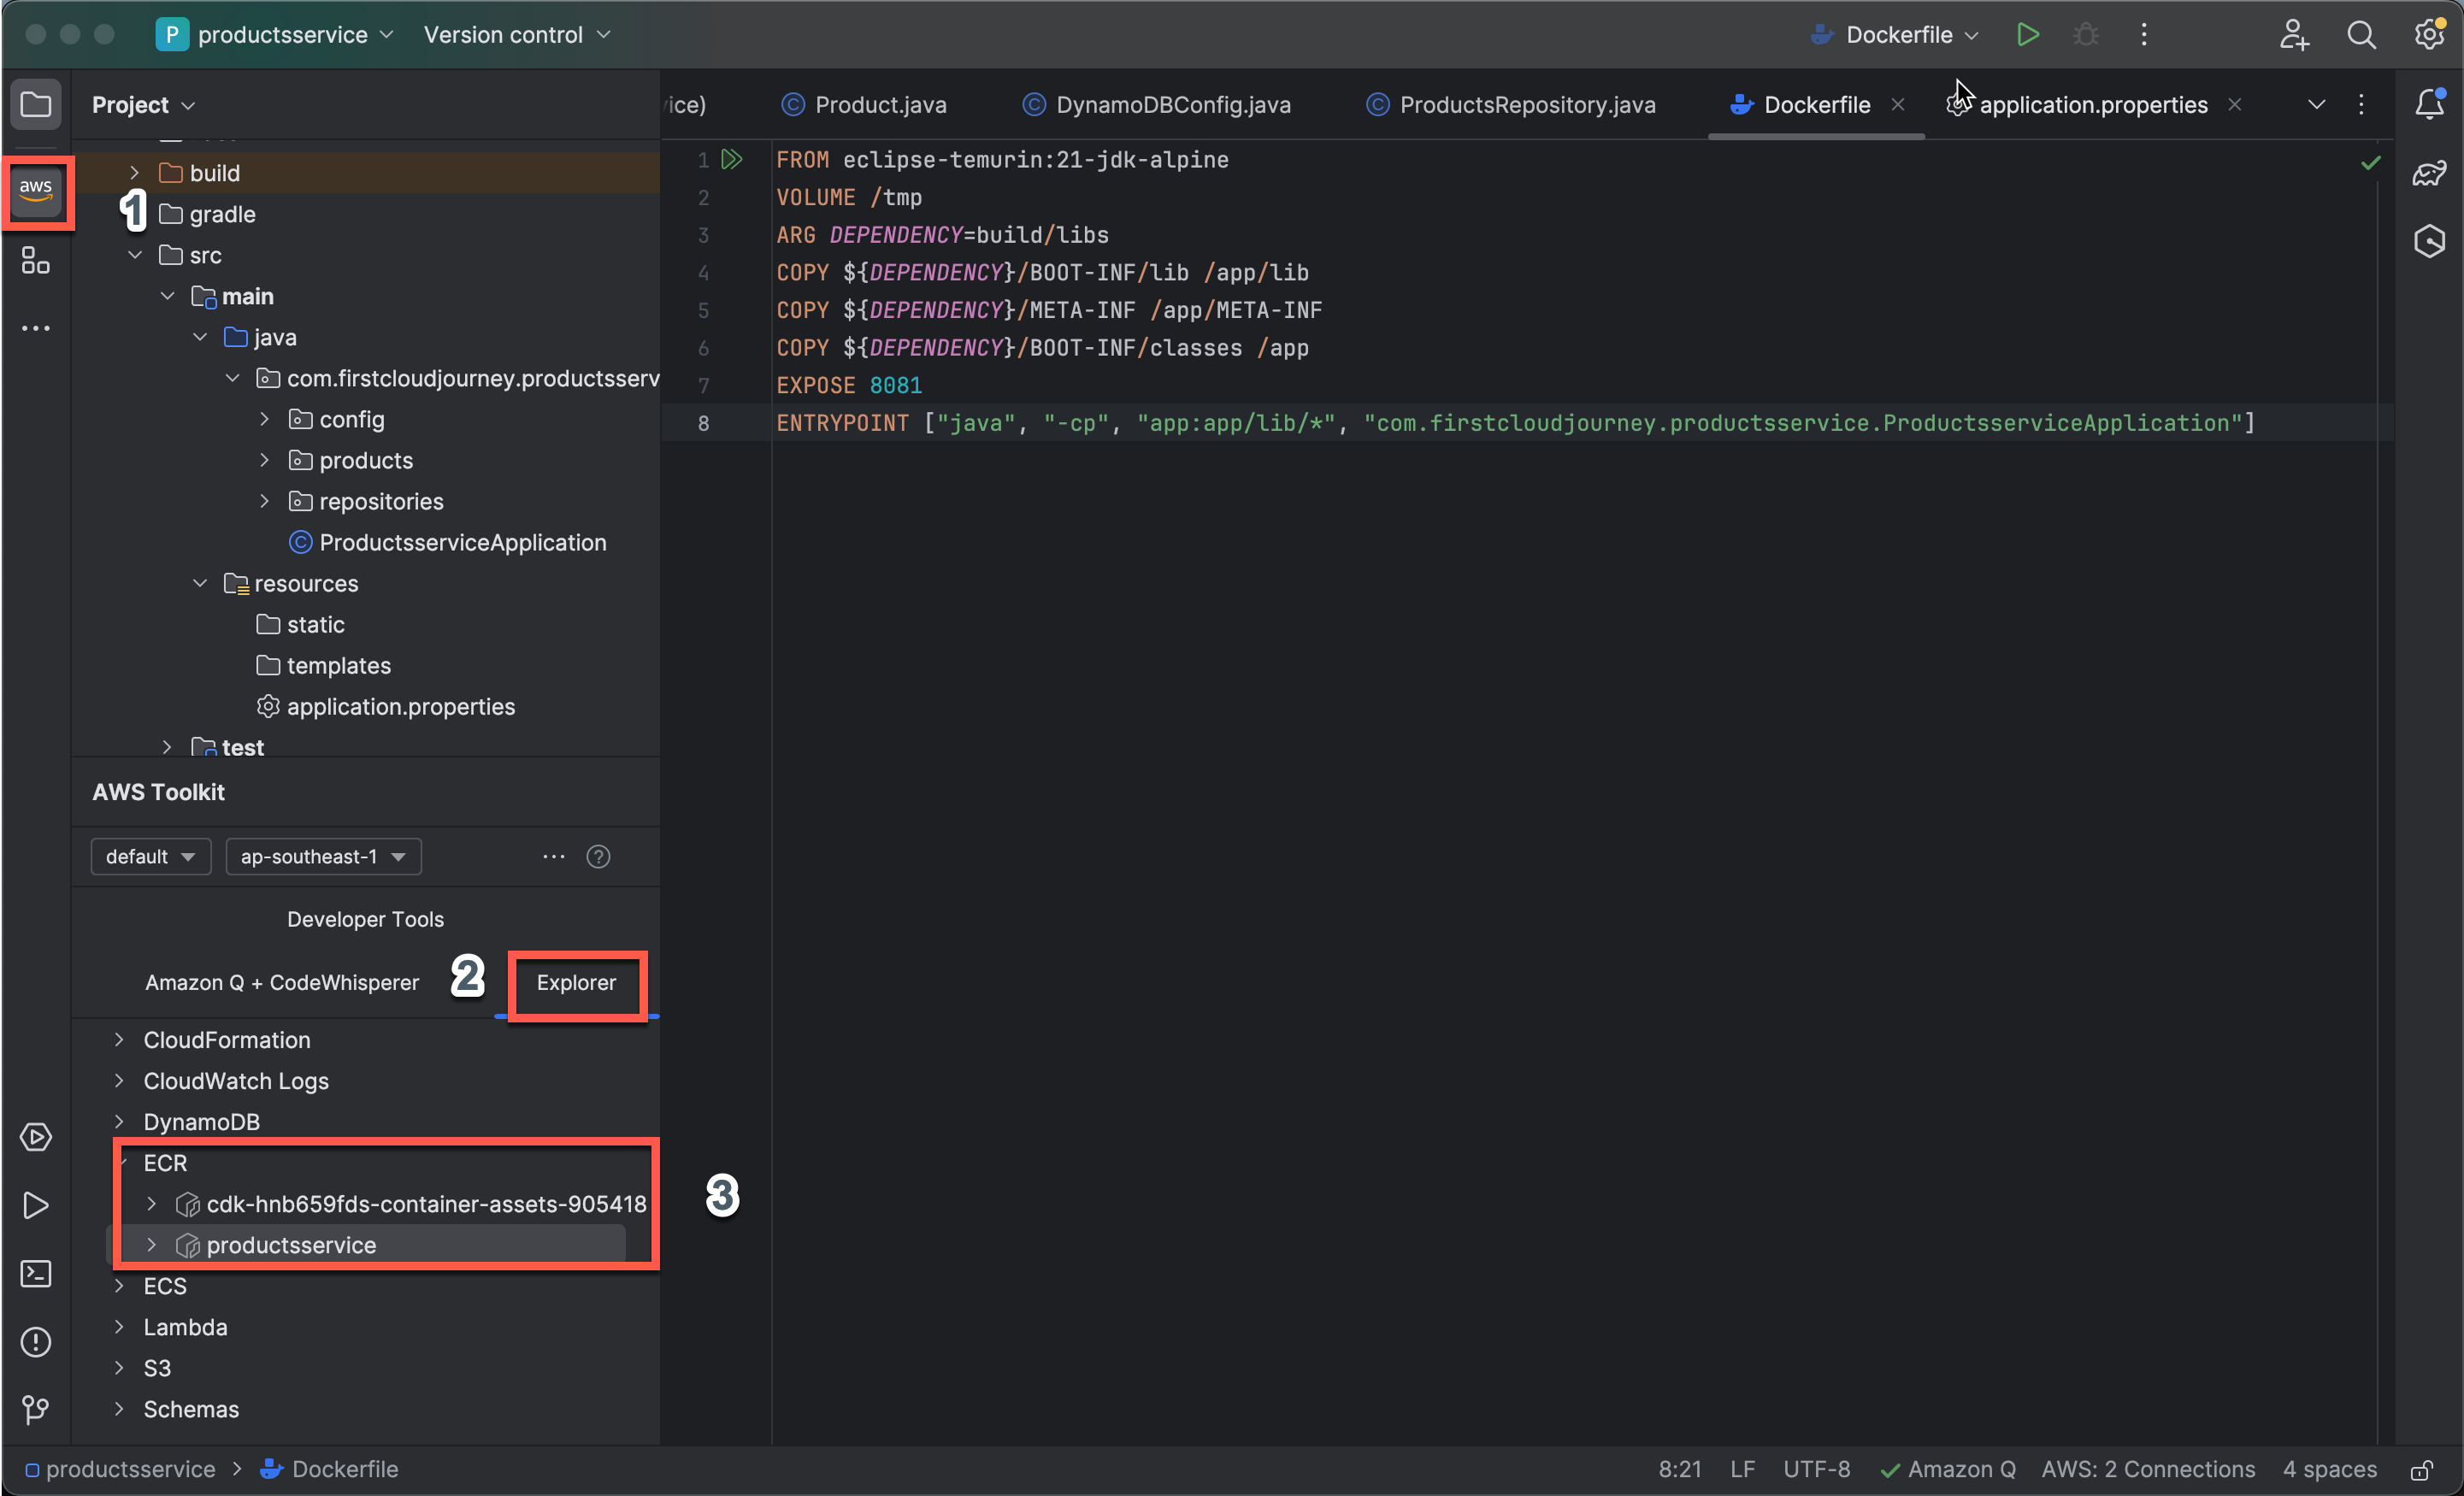 P productsservice Version control Dockerfile
Project
build
gradle
src
main
java
com.firstcloudjourney.productsserv
config
products
repositories
ProductsserviceApplication
resources
static
templates
application.properties
test
aws
1
ice) Product.java DynamoDBConfig.java ProductsRepository.java Dockerfile application.properties
1 FROM eclipse-temurin:21-jdk-alpine
2 VOLUME /tmp
3 ARG DEPENDENCY=build/libs
4 COPY ${DEPENDENCY}/BOOT-INF/lib /app/lib
5 COPY ${DEPENDENCY}/META-INF /app/META-INF
6 COPY ${DEPENDENCY}/BOOT-INF/classes /app
7 EXPOSE 8081
8 ENTRYPOINT ["java", "-cp", "app:app/lib/*", "com.firstcloudjourney.productsservice.ProductsserviceApplication"]
AWS Toolkit
default ap-southeast-1
Developer Tools
Amazon Q + CodeWhisperer 2 Explorer
CloudFormation
CloudWatch Logs
DynamoDB
ECR
cdk-hnb659fds-container-assets-905418
3
productsservice
ECS
Lambda
S3
Schemas
productsservice > Dockerfile 8:21 LF UTF-8 Amazon Q AWS: 2 Connections 4 spaces